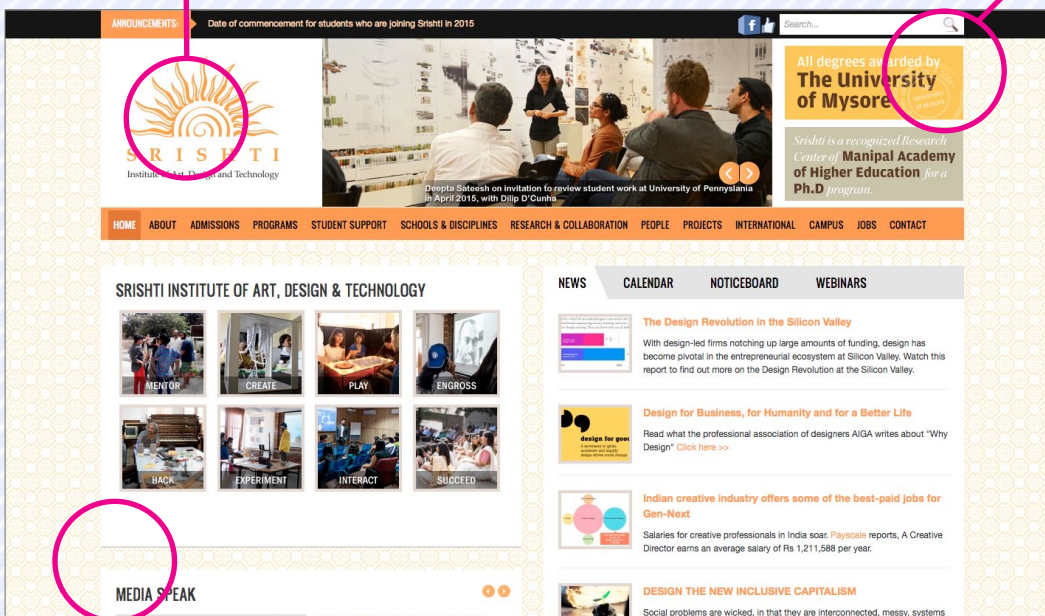 ANNOUNCEMENTS:
Date of commencement for students who are joining Srishti in 2015
Search...
SRISHTI
Institute of Art, Design and Technology
Deepta Sateesh on invitation to review student work at University of Pennyslania
in April 2015, with Dilip D'Cunha
All degrees awarded by
The University
of Mysore
Srishti is a recognized Research
Center of Manipal Academy
of Higher Education for a
Ph.D program.
HOME ABOUT ADMISSIONS PROGRAMS STUDENT SUPPORT SCHOOLS & DISCIPLINES RESEARCH & COLLABORATION PEOPLE PROJECTS INTERNATIONAL CAMPUS JOBS CONTACT
SRISHTI INSTITUTE OF ART, DESIGN & TECHNOLOGY
MENTOR CREATE PLAY ENGROSS
HACK EXPERIMENT INTERACT SUCCEED
MEDIA SPEAK
NEWS CALENDAR NOTICEBOARD WEBINARS
The Design Revolution in the Silicon Valley
With design-led firms notching up large amounts of funding, design has
become pivotal in the entrepreneurial ecosystem at Silicon Valley. Watch this
report to find out more on the Design Revolution at the Silicon Valley.
design for good
Design for Business, for Humanity and for a Better Life
Read what the professional association of designers AIGA writes about "Why
Design" Click here >>
Indian creative industry offers some of the best-paid jobs for
Gen-Next
Salaries for creative professionals in India soar. Payscale reports, A Creative
Director earns an average salary of Rs 1,211,588 per year.
DESIGN THE NEW INCLUSIVE CAPITALISM
Social problems are wicked, in that they are interconnected, messy, systems